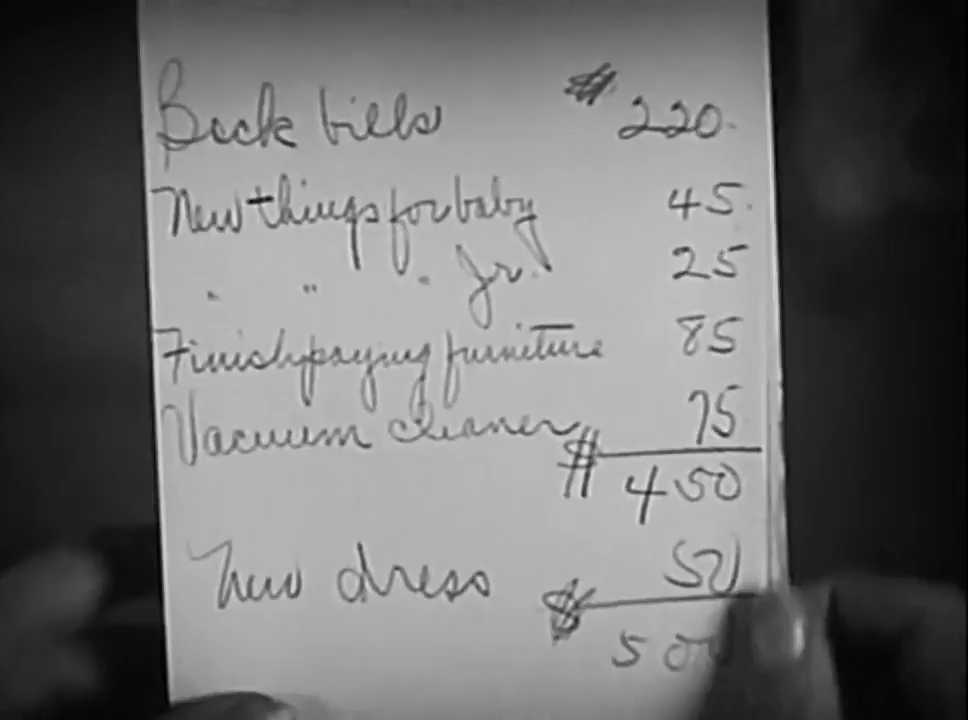 Back bills $ 220.
New things for baby 45.
" " " Jr. 25
Finish paying furniture 85
Vacuum cleaner 75
$ 450
New dress 50
$ 500